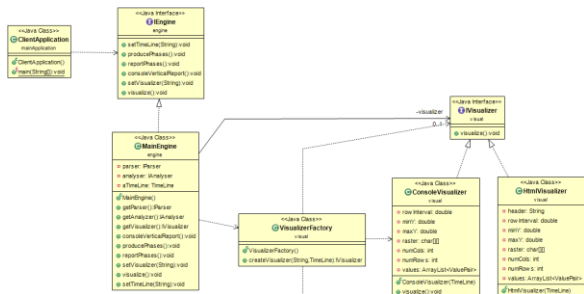 <<Java Interface>>
IEngine
engine
setTimeLine(String):void
producePhases():void
reportPhases():void
consoleVerticalReport():void
setVisualizer(String):void
visualize():void
<<Java Class>>
ClientApplication
mainApplication
ClientApplication()
main(String[]):void
<<Java Interface>>
IVisualizer
visual
visualize():void
-visualizer
0..1
<<Java Class>>
MainEngine
engine
parser: IParser
analyser: IAnalyser
aTimeLine: TimeLine
MainEngine()
getParser():IParser
getAnalyzer():IAnalyser
getVisualizer():IVisualizer
consoleVerticalReport():void
producePhases():void
reportPhases():void
setVisualizer(String):void
visualize():void
setTimeLine(String):void
<<Java Class>>
VisualizerFactory
visual
VisualizerFactory()
createVisualizer(String,TimeLine):IVisualizer
<<Java Class>>
ConsoleVisualizer
visual
rowInterval: double
minY: double
maxY: double
raster: char[][]
numCols: int
numRows: int
values: ArrayList<ValuePair>
ConsoleVisualizer(TimeLine)
visualize():void
<<Java Class>>
HtmlVisualizer
visual
header: String
rowInterval: double
minY: double
maxY: double
raster: char[][]
numCols: int
numRows: int
values: ArrayList<ValuePair>
HtmlVisualizer(TimeLine)